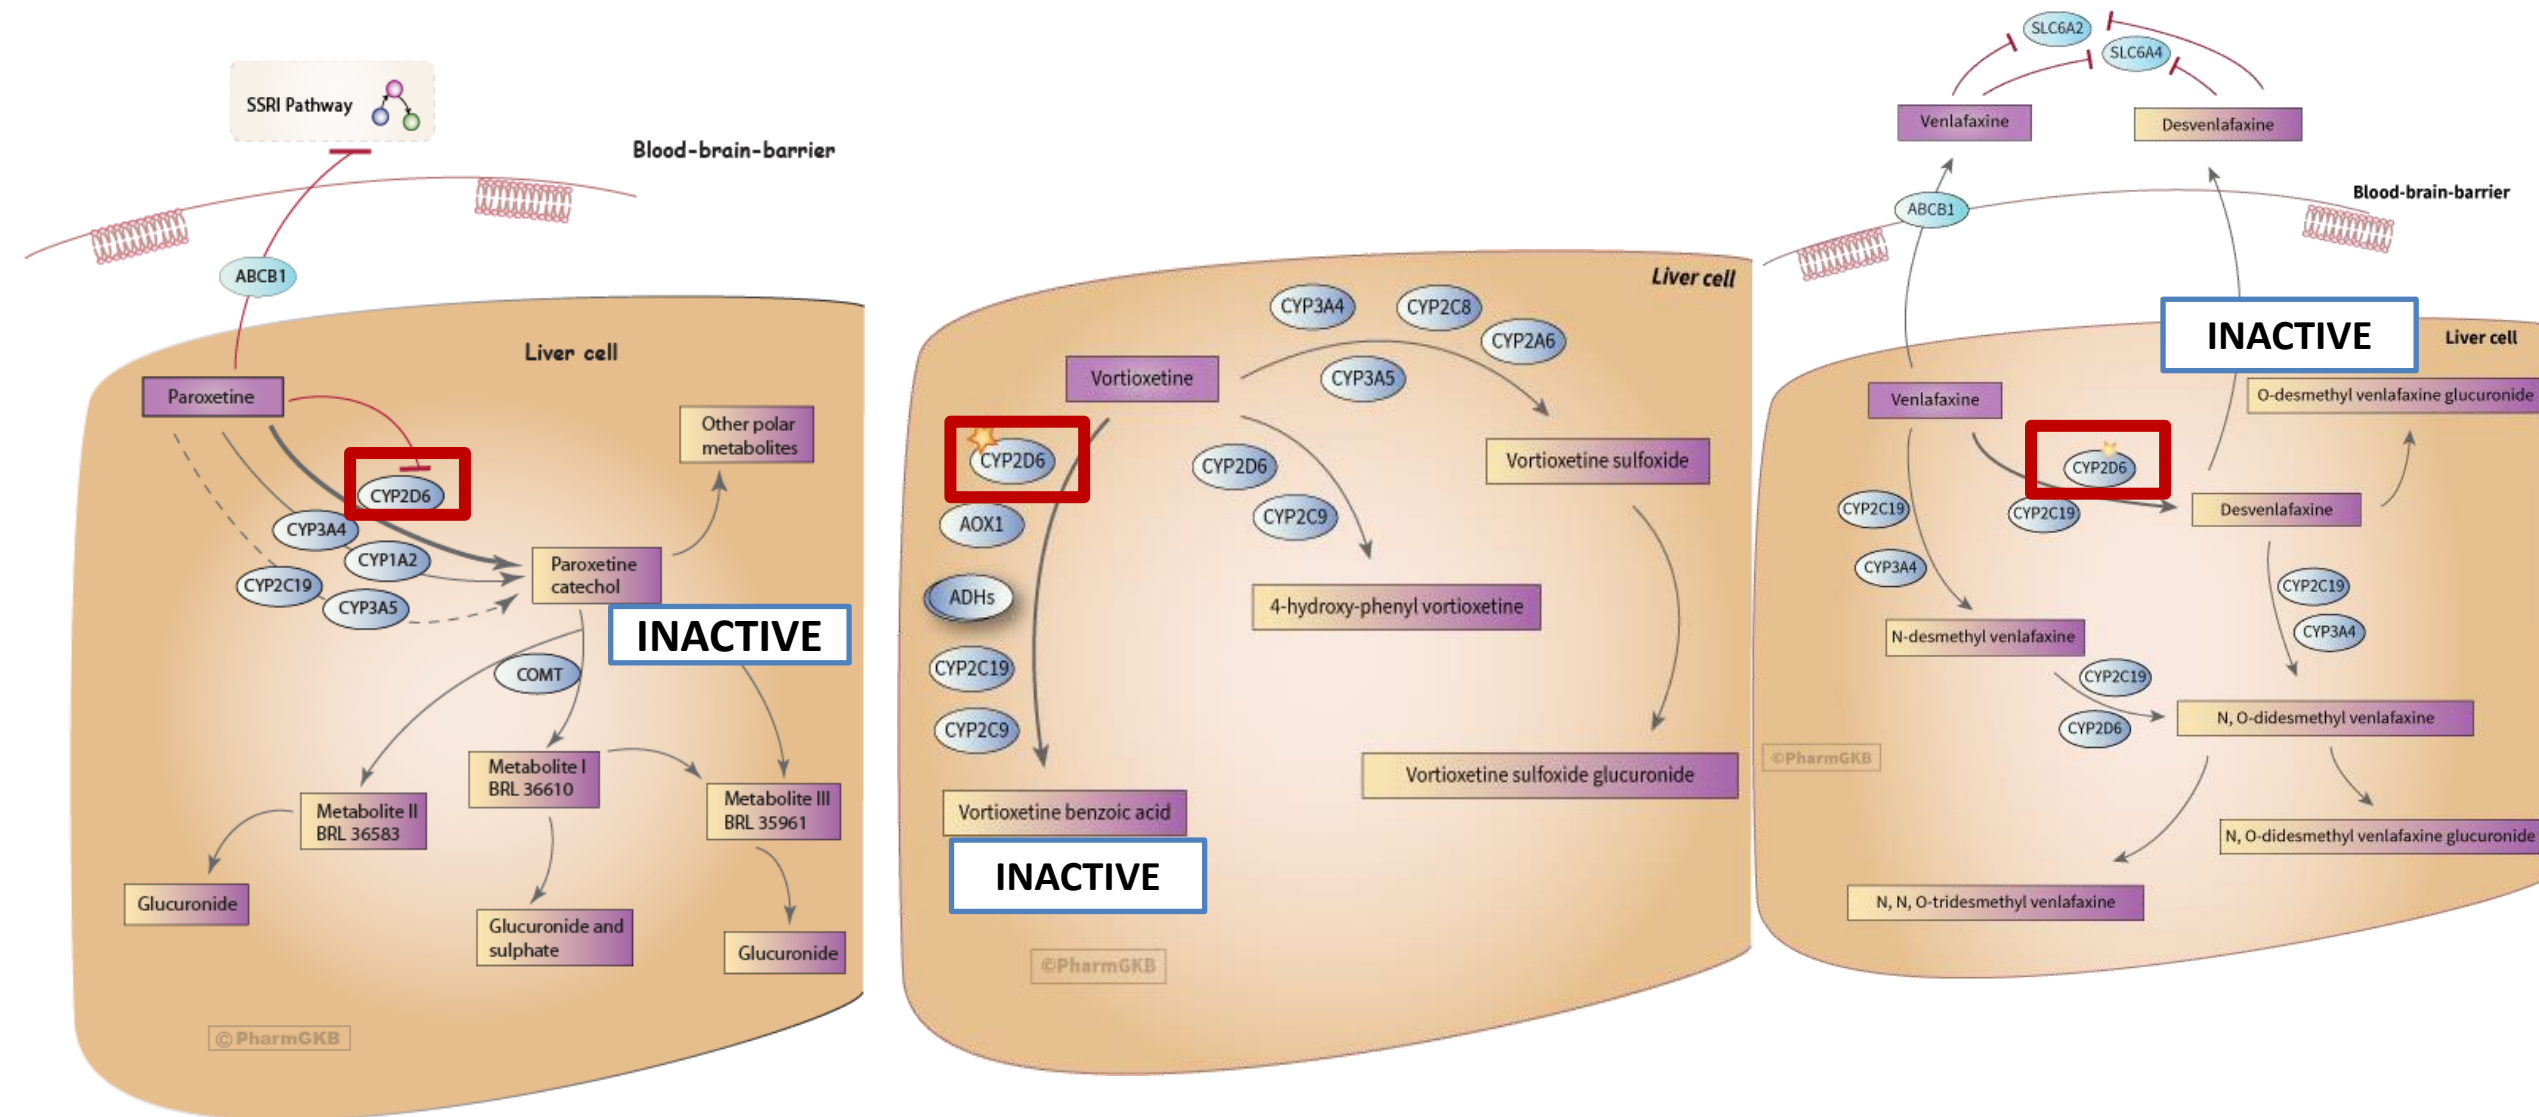 SSRI Pathway
Blood-brain-barrier
ABCB1
Liver cell
Paroxetine
CYP2D6
CYP3A4
CYP1A2
CYP2C19
CYP3A5
Other polar
metabolites
Paroxetine
catechol
INACTIVE
COMT
Metabolite I
BRL 36610
Metabolite II
BRL 36583
Metabolite III
BRL 35961
Glucuronide
Glucuronide and
sulphate
Glucuronide
©PharmGKB
Liver cell
CYP3A4
CYP2C8
CYP2A6
CYP3A5
Vortioxetine
CYP2D6
AOX1
ADHs
CYP2C19
CYP2C9
CYP2D6
CYP2C9
Vortioxetine sulfoxide
4-hydroxy-phenyl vortioxetine
Vortioxetine sulfoxide glucuronide
Vortioxetine benzoic acid
INACTIVE
©PharmGKB
SLC6A2
SLC6A4
Venlafaxine
Desvenlafaxine
Blood-brain-barrier
ABCB1
INACTIVE
Liver cell
Venlafaxine
O-desmethyl venlafaxine glucuronide
CYP2D6
CYP2C19
CYP2C19
CYP3A4
Desvenlafaxine
CYP2C19
CYP3A4
N-desmethyl venlafaxine
CYP2C19
CYP2D6
N, O-didesmethyl venlafaxine
©PharmGKB
N, O-didesmethyl venlafaxine glucuronide
N, N, O-tridesmethyl venlafaxine